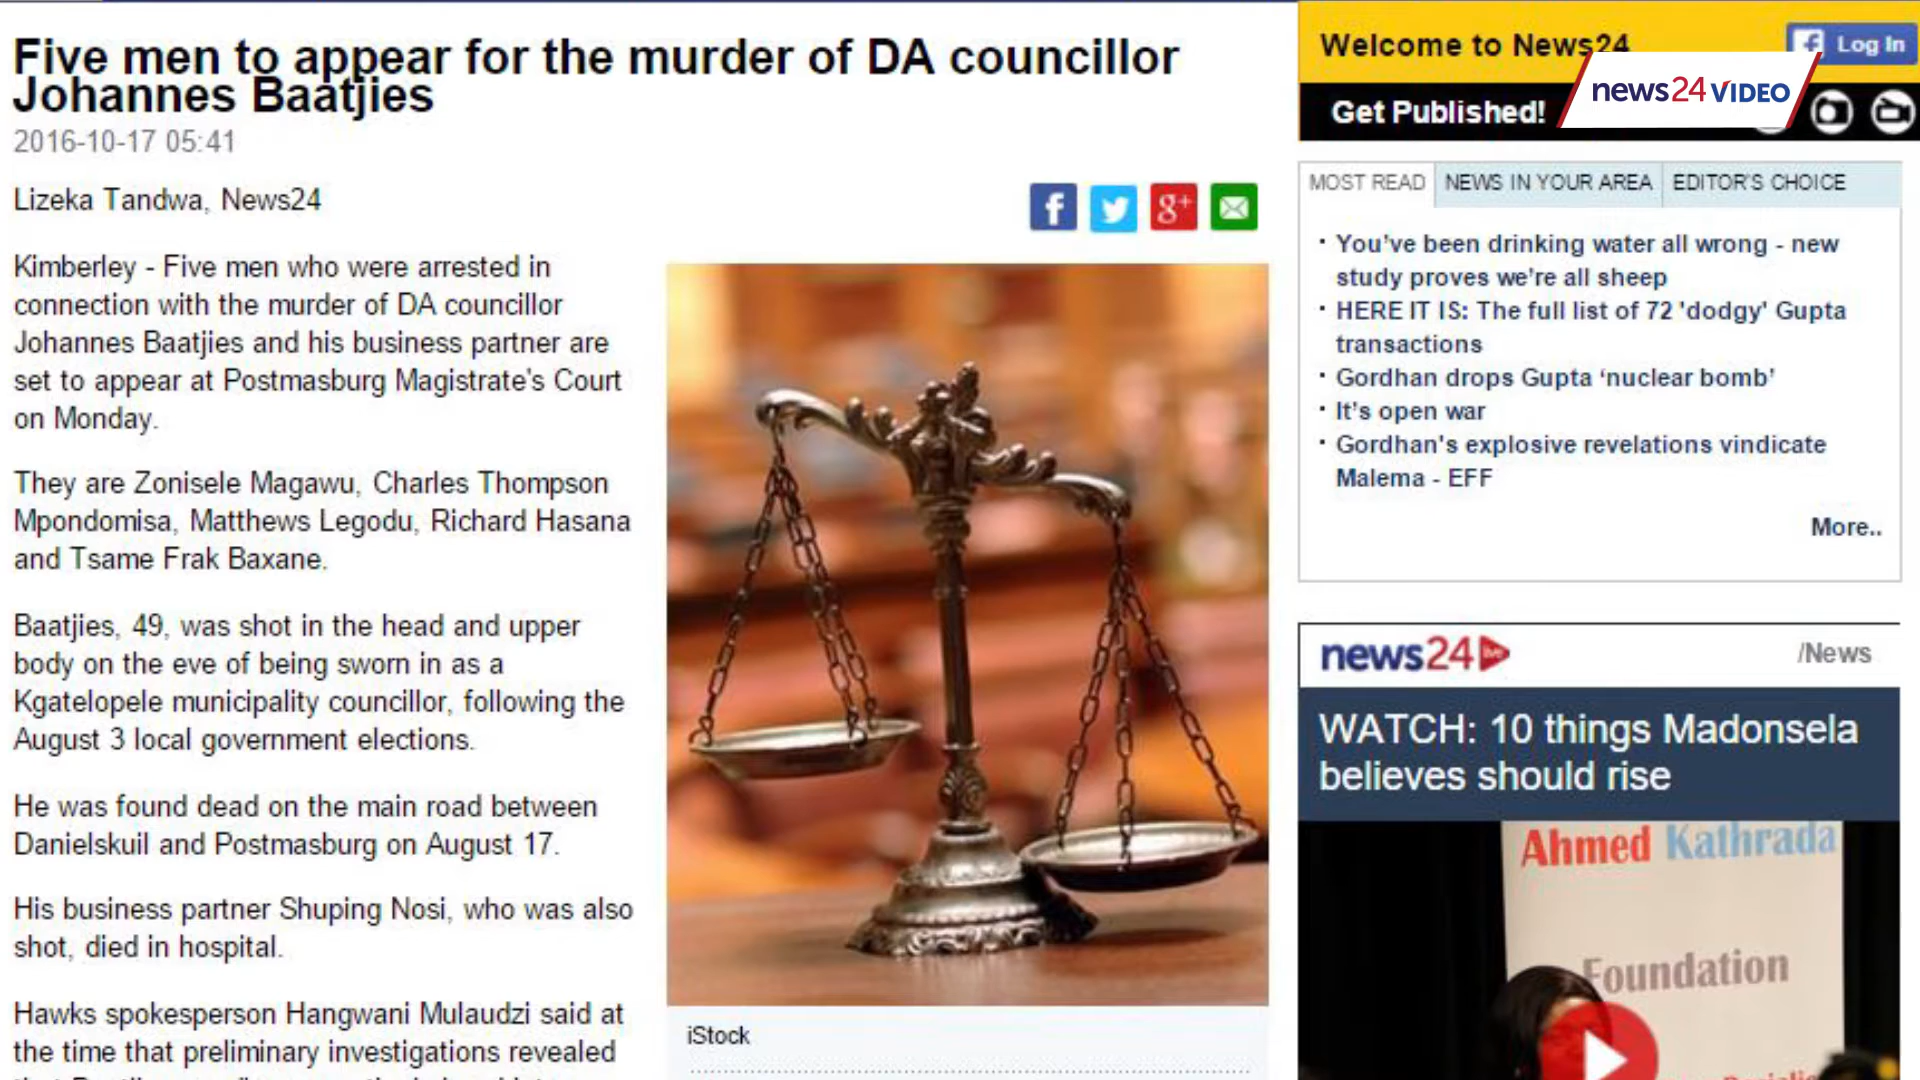 Five men to appear for the murder of DA councillor
Johannes Baatjies
2016-10-17 05:41
Lizeka Tandwa, News24
Kimberley - Five men who were arrested in
connection with the murder of DA councillor
Johannes Baatjies and his business partner are
set to appear at Postmasburg Magistrate's Court
on Monday.
They are Zonisele Magawu, Charles Thompson
Mpondomisa, Matthews Legodu, Richard Hasana
and Tsame Frak Baxane.
Baatjies, 49, was shot in the head and upper
body on the eve of being sworn in as a
Kgatelopele municipality councillor, following the
August 3 local government elections.
He was found dead on the main road between
Danielskuil and Postmasburg on August 17.
His business partner Shuping Nosi, who was also
shot, died in hospital.
Hawks spokesperson Hangwani Mulaudzi said at
the time that preliminary investigations revealed
f
g+
iStock
Welcome to News24
f Log In
news24 VIDEO
Get Published!
MOST READ NEWS IN YOUR AREA EDITOR'S CHOICE
· You've been drinking water all wrong - new
study proves we're all sheep
· HERE IT IS: The full list of 72 'dodgy' Gupta
transactions
· Gordhan drops Gupta ‘nuclear bomb’
· It's open war
· Gordhan's explosive revelations vindicate
Malema - EFF
More..
news24 live
/News
WATCH: 10 things Madonsela
believes should rise
Ahmed Kathrada
Foundation